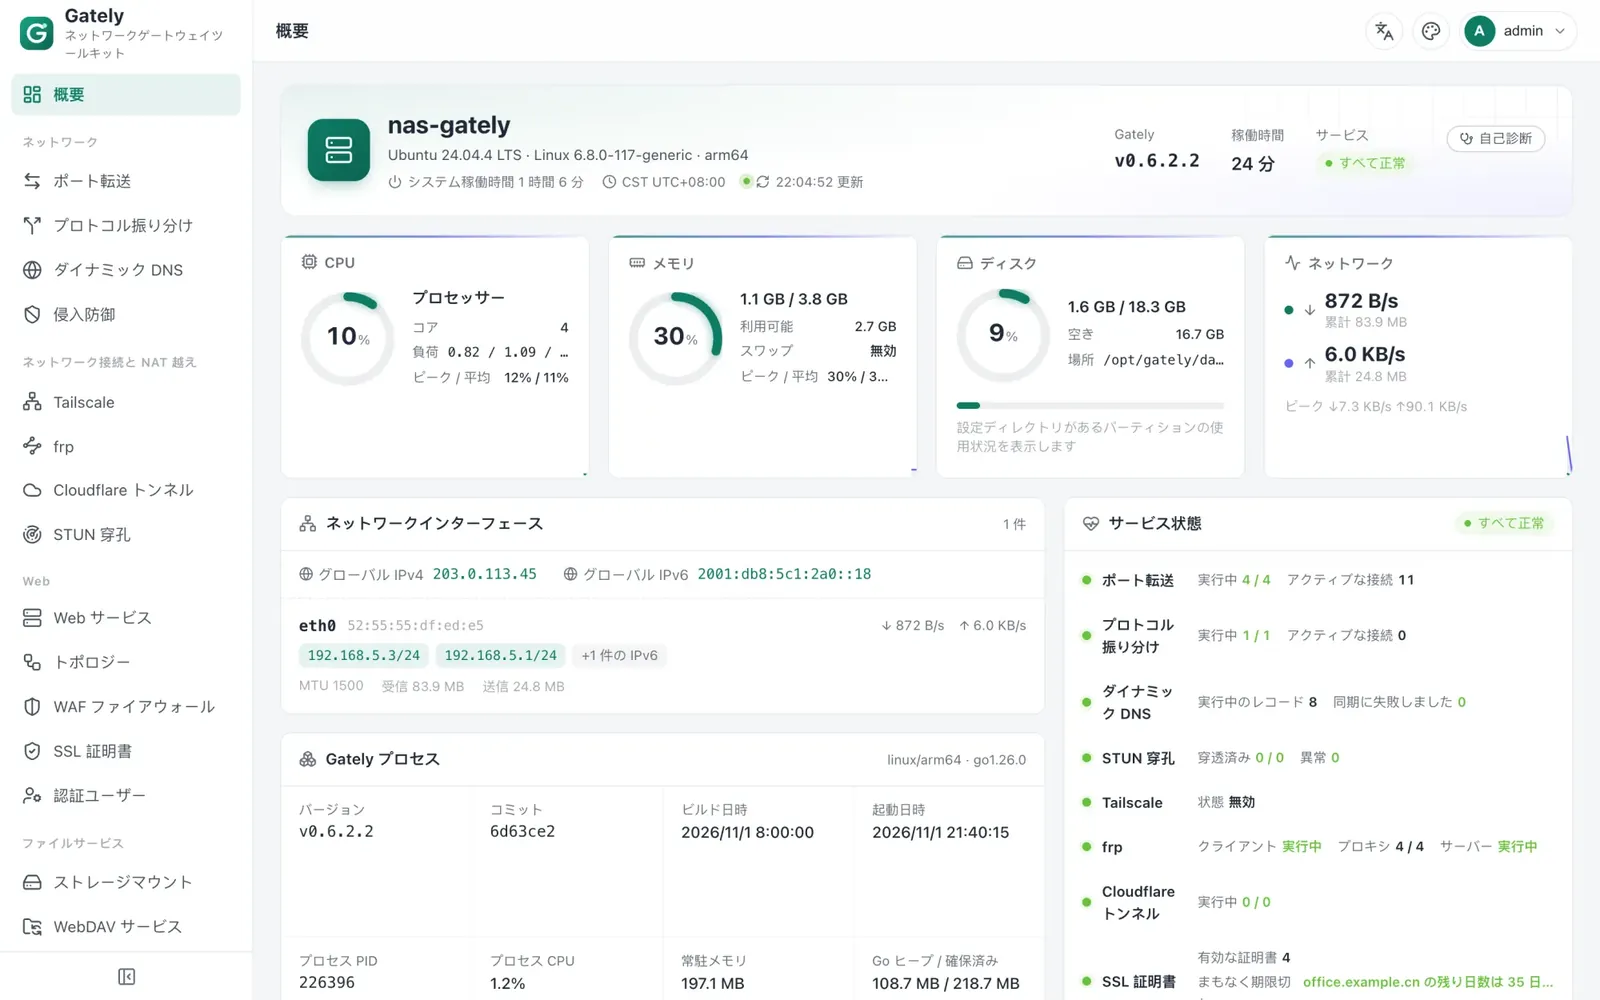 Gately
ネットワークゲートウェイツ
ールキット
概要
ネットワーク
ポート転送
プロトコル振り分け
ダイナミック DNS
侵入防御
ネットワーク接続と NAT 越え
Tailscale
frp
Cloudflare トンネル
STUN 穿孔
Web
Web サービス
トポロジー
WAF ファイアウォール
SSL 証明書
認証ユーザー
ファイルサービス
ストレージマウント
WebDAV サービス
概要
A admin
nas-gately
Ubuntu 24.04.4 LTS · Linux 6.8.0-117-generic · arm64
システム稼働時間 1 時間 6 分 CST UTC+08:00 22:04:52 更新
Gately
v0.6.2.2
稼働時間
24 分
サービス
すべて正常
自己診断
CPU
10%
プロセッサー
コア 4
負荷 0.82 / 1.09 / …
ピーク / 平均 12% / 11%
メモリ
30%
1.1 GB / 3.8 GB
利用可能 2.7 GB
スワップ 無効
ピーク / 平均 30% / 3…
ディスク
9%
1.6 GB / 18.3 GB
空き 16.7 GB
場所 /opt/gately/da…
設定ディレクトリがあるパーティションの使
用状況を表示します
ネットワーク
↓ 872 B/s
累計 83.9 MB
↑ 6.0 KB/s
累計 24.8 MB
ピーク ↓7.3 KB/s ↑90.1 KB/s
ネットワークインターフェース 1 件
グローバル IPv4 203.0.113.45 グローバル IPv6 2001:db8:5c1:2a0::18
eth0 52:55:55:df:ed:e5 ↓ 872 B/s ↑ 6.0 KB/s
192.168.5.3/24 192.168.5.1/24 +1 件の IPv6
MTU 1500 受信 83.9 MB 送信 24.8 MB
Gately プロセス linux/arm64 · go1.26.0
バージョン
v0.6.2.2
コミット
6d63ce2
ビルド日時
2026/11/1 8:00:00
起動日時
2026/11/1 21:40:15
プロセス PID
226396
プロセス CPU
1.2%
常駐メモリ
197.1 MB
Go ヒープ / 確保済み
108.7 MB / 218.7 MB
サービス状態 すべて正常
ポート転送 実行中 4 / 4 アクティブな接続 11
プロトコル
振り分け 実行中 1 / 1 アクティブな接続 0
ダイナミッ
ク DNS 実行中のレコード 8 同期に失敗しました 0
STUN 穿孔 穿透済み 0 / 0 異常 0
Tailscale 状態 無効
frp クライアント 実行中 プロキシ 4 / 4 サーバー 実行中
Cloudflare
トンネル 実行中 0 / 0
SSL 証明書 有効な証明書 4
まもなく期限切 office.example.cn の残り日数は 35 日…